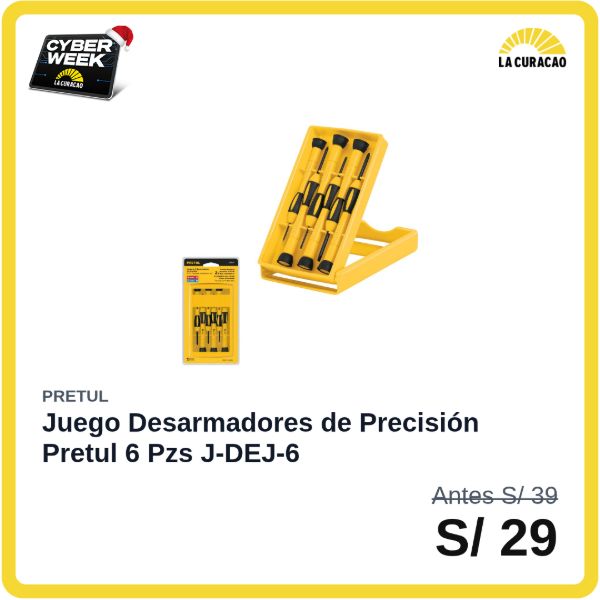 CYBER
WEEK
LA CURACAO
LA CURACAO
PRETUL
PRETUL
Juego Desarmadores de Precisión
Pretul 6 Pzs J-DEJ-6
Antes S/ 39
S/ 29